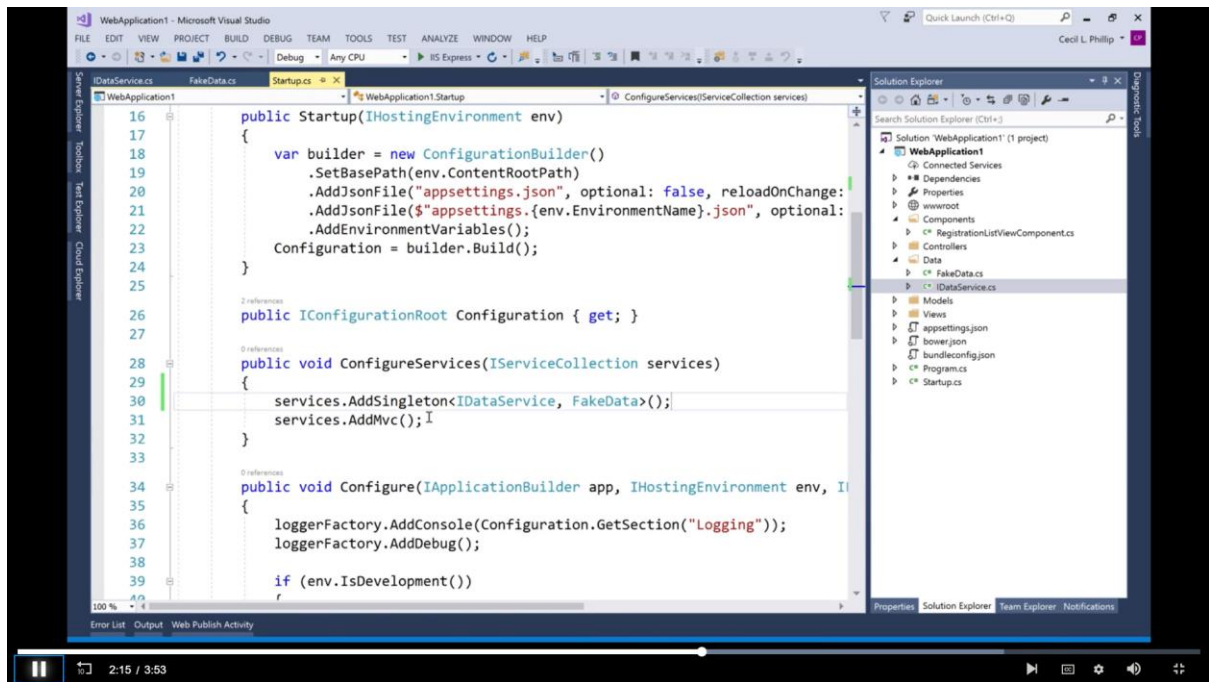 WebApplication1 - Microsoft Visual Studio
Quick Launch (Ctrl+Q)
FILE EDIT VIEW PROJECT BUILD DEBUG TEAM TOOLS TEST ANALYZE WINDOW HELP
Cecil L. Phillip CP
Debug Any CPU IIS Express
Server Explorer
Toolbox
Test Explorer
Cloud Explorer
IDataService.cs FakeData.cs Startup.cs
WebApplication1 WebApplication1.Startup ConfigureServices(IServiceCollection services)
16 public Startup(IHostingEnvironment env)
17 {
18 var builder = new ConfigurationBuilder()
19 .SetBasePath(env.ContentRootPath)
20 .AddJsonFile("appsettings.json", optional: false, reloadOnChange:
21 .AddJsonFile($"appsettings.{env.EnvironmentName}.json", optional:
22 .AddEnvironmentVariables();
23 Configuration = builder.Build();
24 }
25
2 references
26 public IConfigurationRoot Configuration { get; }
27
0 references
28 public void ConfigureServices(IServiceCollection services)
29 {
30 services.AddSingleton<IDataService, FakeData>();
31 services.AddMvc();
32 }
33
0 references
34 public void Configure(IApplicationBuilder app, IHostingEnvironment env, I
35 {
36 loggerFactory.AddConsole(Configuration.GetSection("Logging"));
37 loggerFactory.AddDebug();
38
39 if (env.IsDevelopment())
40 {
100 %
Error List Output Web Publish Activity
Solution Explorer
Search Solution Explorer (Ctrl+;)
Solution 'WebApplication1' (1 project)
WebApplication1
Connected Services
Dependencies
Properties
wwwroot
Components
C# RegistrationListViewComponent.cs
Controllers
Data
C# FakeData.cs
C# IDataService.cs
Models
Views
appsettings.json
bower.json
bundleconfig.json
C# Program.cs
C# Startup.cs
Properties Solution Explorer Team Explorer Notifications
Diagnostic Tools
10 2:15 / 3:53
CC